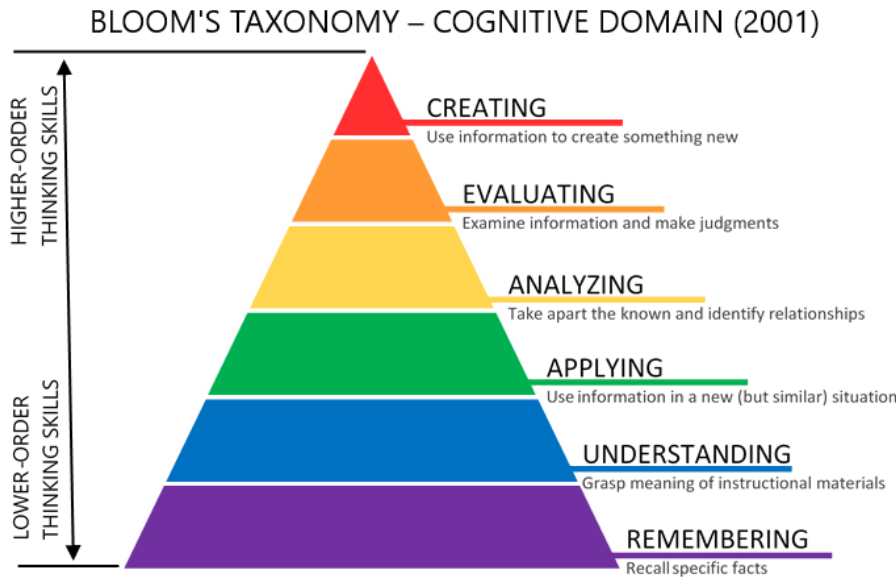 BLOOM'S TAXONOMY – COGNITIVE DOMAIN (2001)
HIGHER-ORDER
THINKING SKILLS
LOWER-ORDER
THINKING SKILLS
CREATING
Use information to create something new
EVALUATING
Examine information and make judgments
ANALYZING
Take apart the known and identify relationships
APPLYING
Use information in a new (but similar) situation
UNDERSTANDING
Grasp meaning of instructional materials
REMEMBERING
Recall specific facts